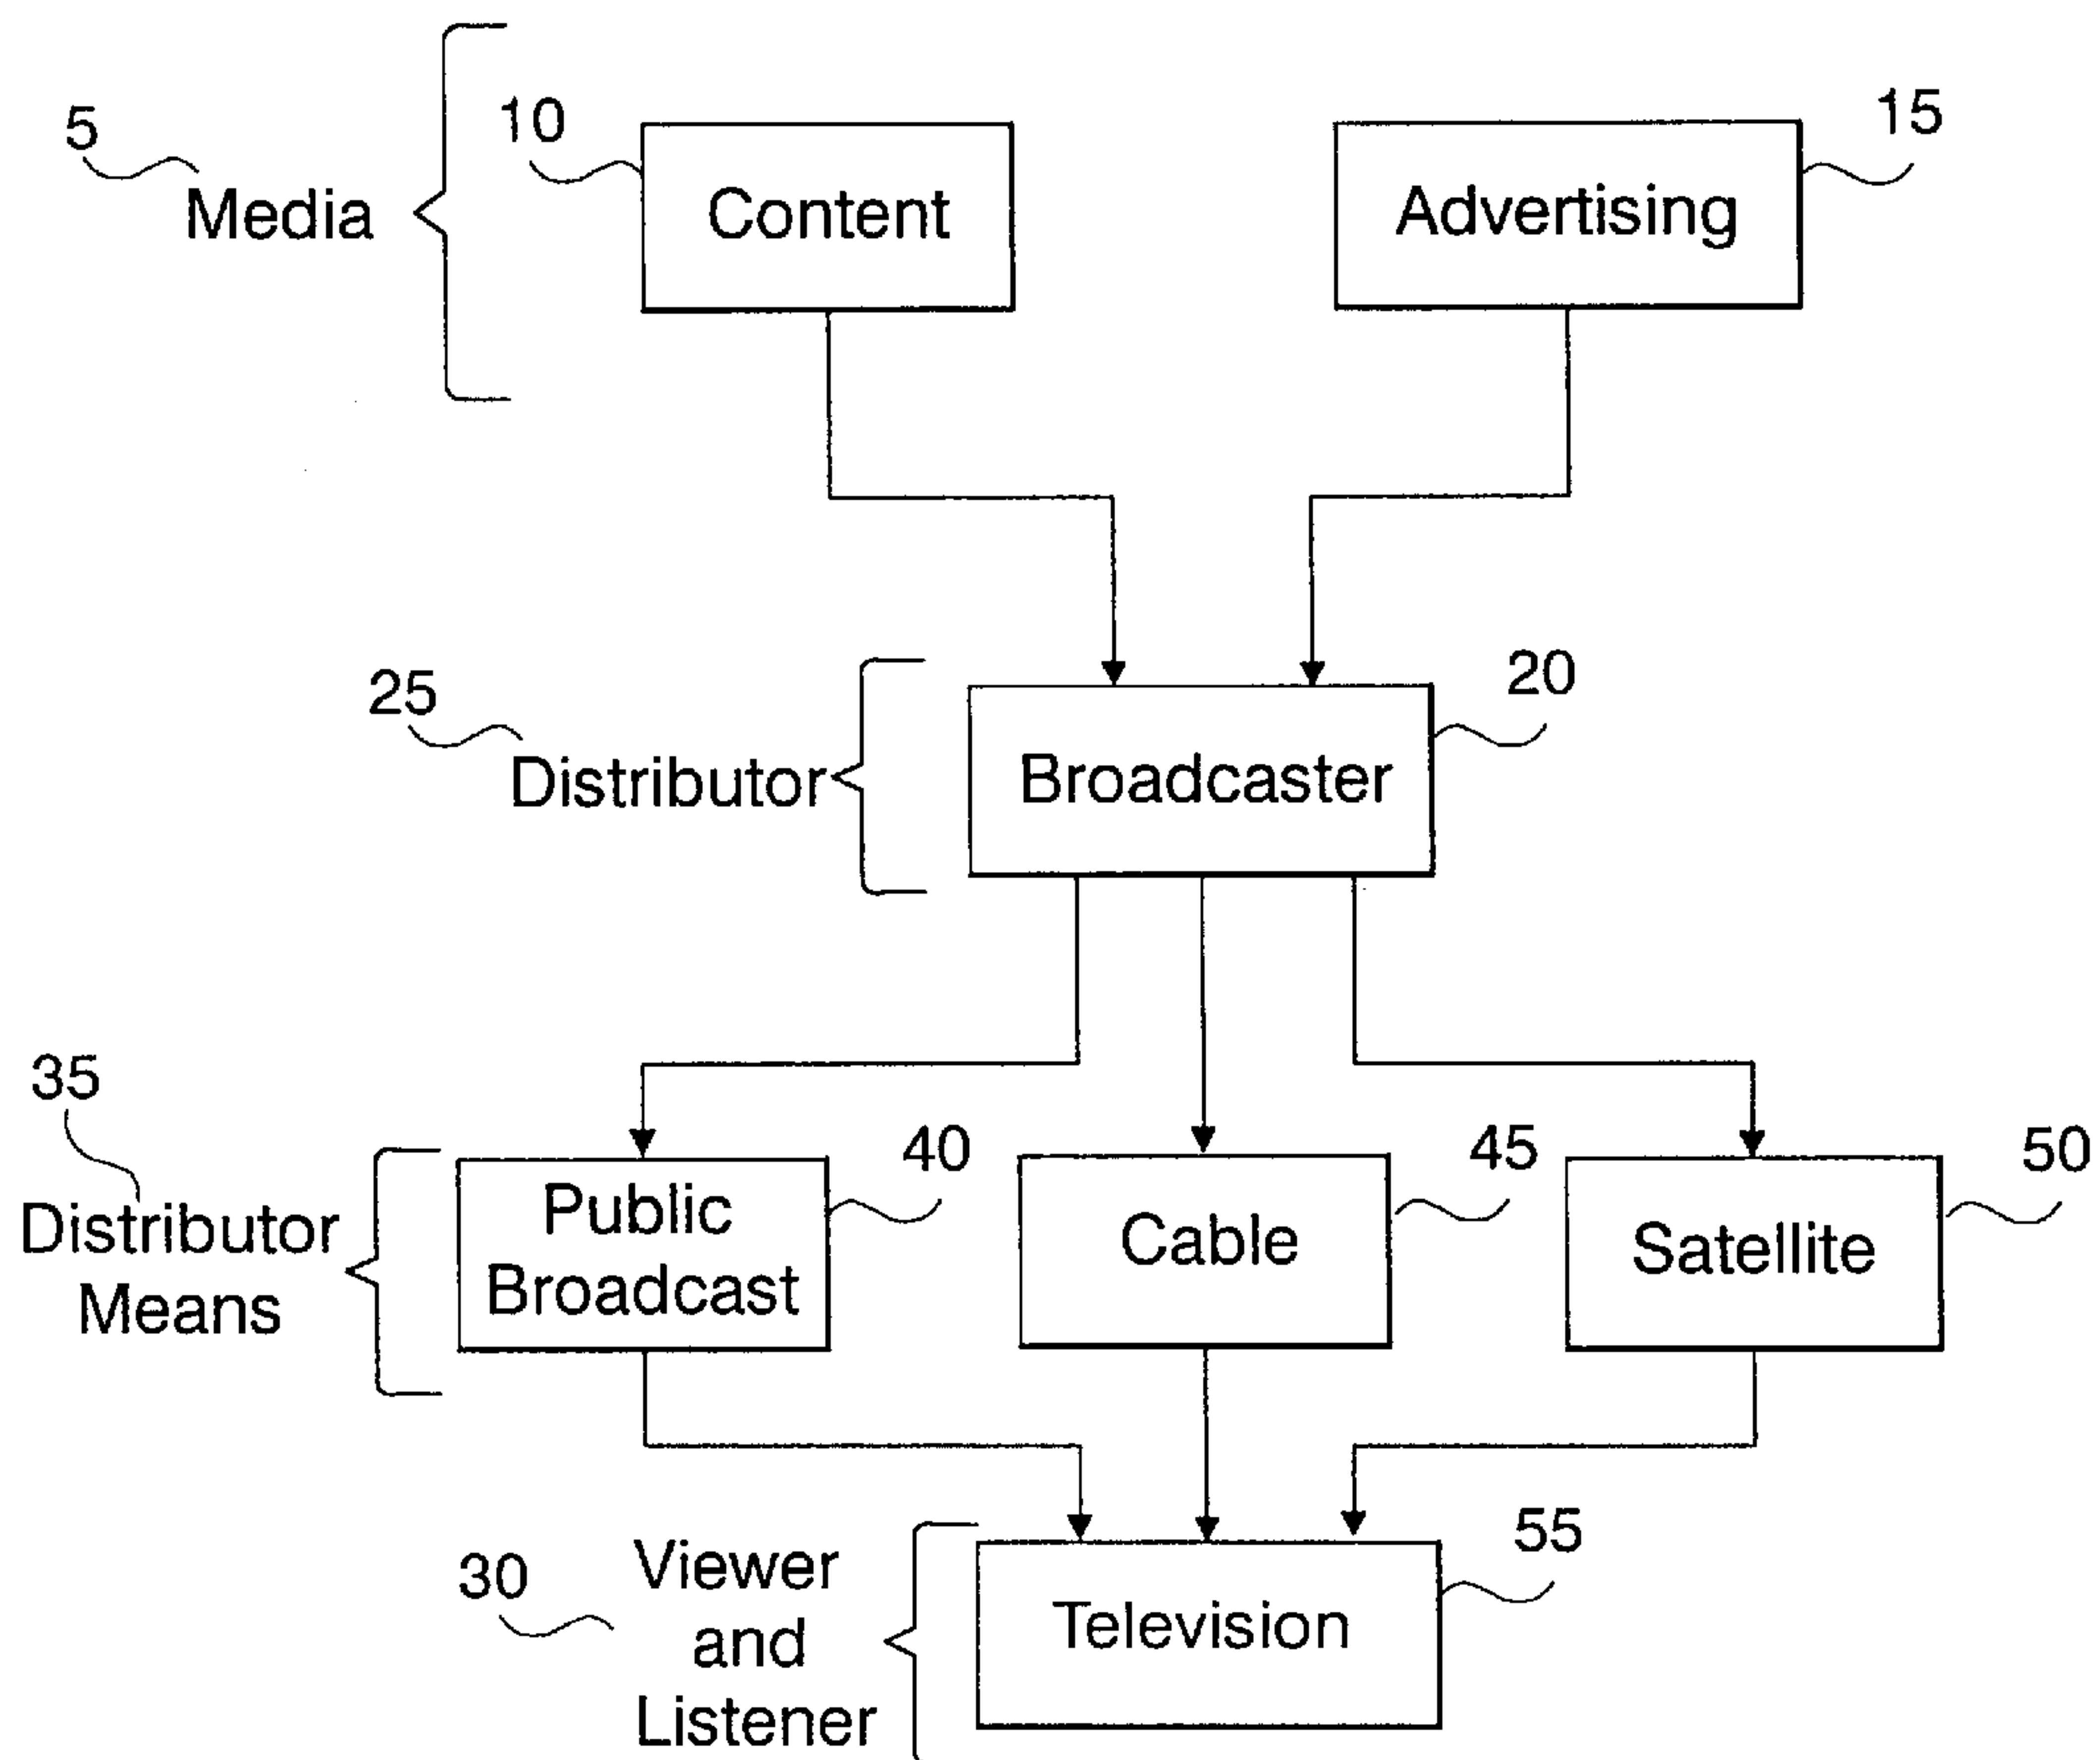 5
Media
10
Content
15
Advertising
25
Distributor
20
Broadcaster
35
Distributor
Means
40
Public
Broadcast
45
Cable
50
Satellite
30
Viewer
and
Listener
55
Television